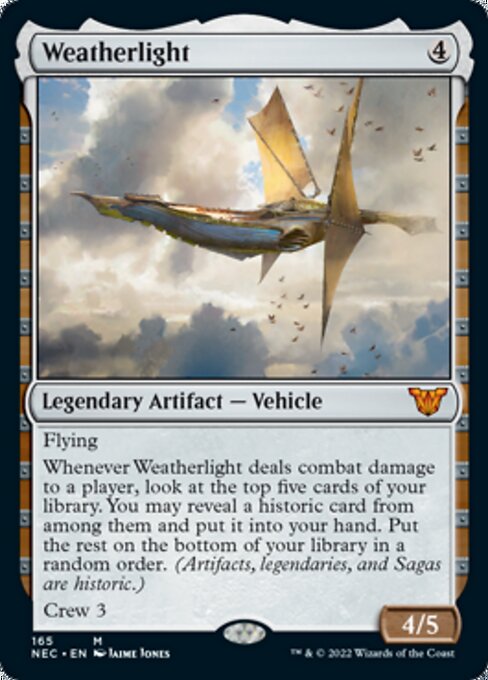 Weatherlight 4
Legendary Artifact — Vehicle
Flying
Whenever Weatherlight deals combat damage
to a player, look at the top five cards of your
library. You may reveal a historic card from
among them and put it into your hand. Put
the rest on the bottom of your library in a
random order. (Artifacts, legendaries, and Sagas
are historic.)
Crew 3
4/5
165 M
NEC • EN Jaime Jones
™ & © 2022 Wizards of the Coast